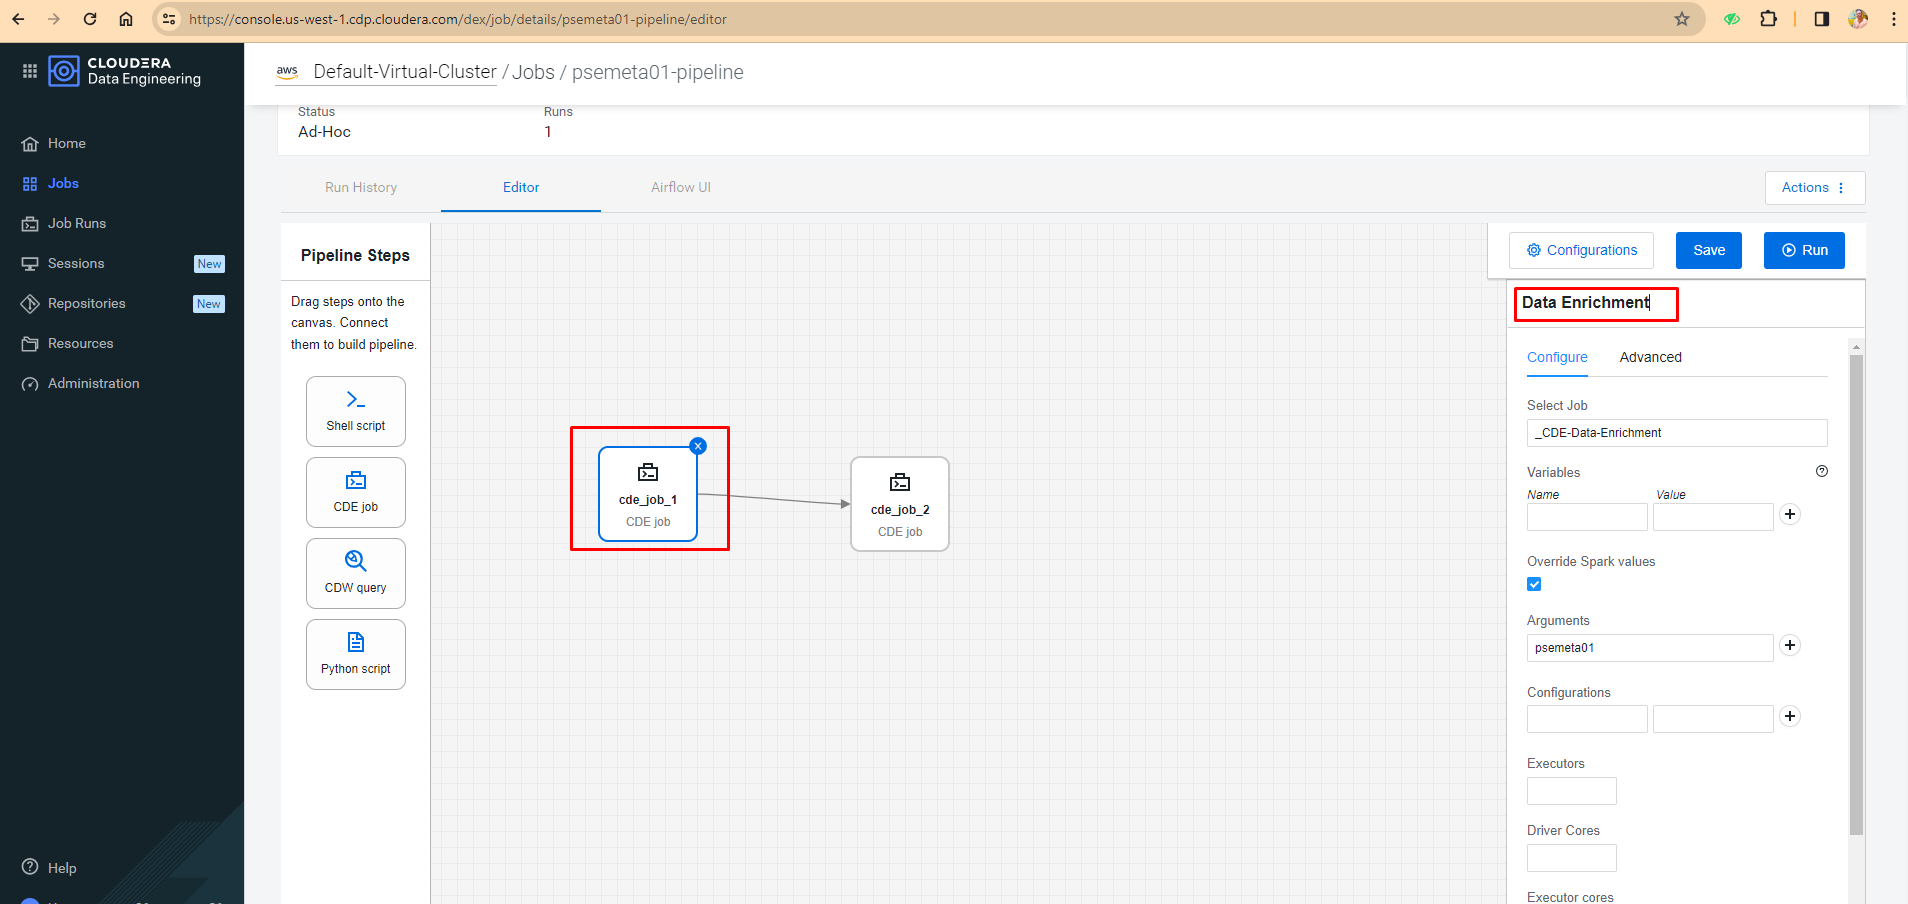 https://console.us-west-1.cdp.cloudera.com/dex/job/details/psemeta01-pipeline/editor
CLOUDERA
Data Engineering
aws Default-Virtual-Cluster / Jobs / psemeta01-pipeline
Home
Jobs
Job Runs
Sessions New
Repositories New
Resources
Administration
Help
Status
Ad-Hoc
Runs
1
Run History Editor Airflow UI
Actions
Pipeline Steps
Drag steps onto the
canvas. Connect
them to build pipeline.
Shell script
CDE job
CDW query
Python script
cde_job_1
CDE job
cde_job_2
CDE job
Configurations Save Run
Data Enrichment
Configure Advanced
Select Job
_CDE-Data-Enrichment
Variables
Name Value
Override Spark values
Arguments
psemeta01
Configurations
Executors
Driver Cores
Executor cores